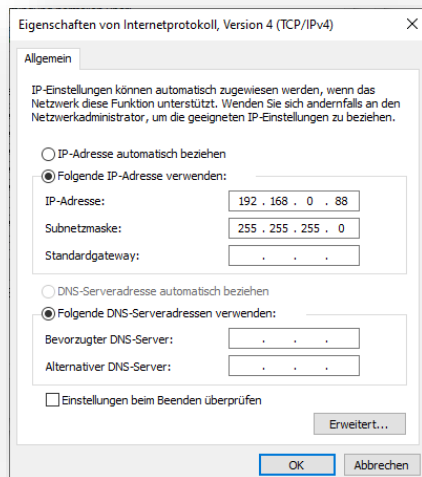 Eigenschaften von Internetprotokoll, Version 4 (TCP/IPv4)
Allgemein
IP-Einstellungen können automatisch zugewiesen werden, wenn das
Netzwerk diese Funktion unterstützt. Wenden Sie sich andernfalls an den
Netzwerkadministrator, um die geeigneten IP-Einstellungen zu beziehen.
IP-Adresse automatisch beziehen
Folgende IP-Adresse verwenden:
IP-Adresse: 192 . 168 . 0 . 88
Subnetzmaske: 255 . 255 . 255 . 0
Standardgateway: . . .
DNS-Serveradresse automatisch beziehen
Folgende DNS-Serveradressen verwenden:
Bevorzugter DNS-Server: . . .
Alternativer DNS-Server: . . .
Einstellungen beim Beenden überprüfen
Erweitert...
OK Abbrechen